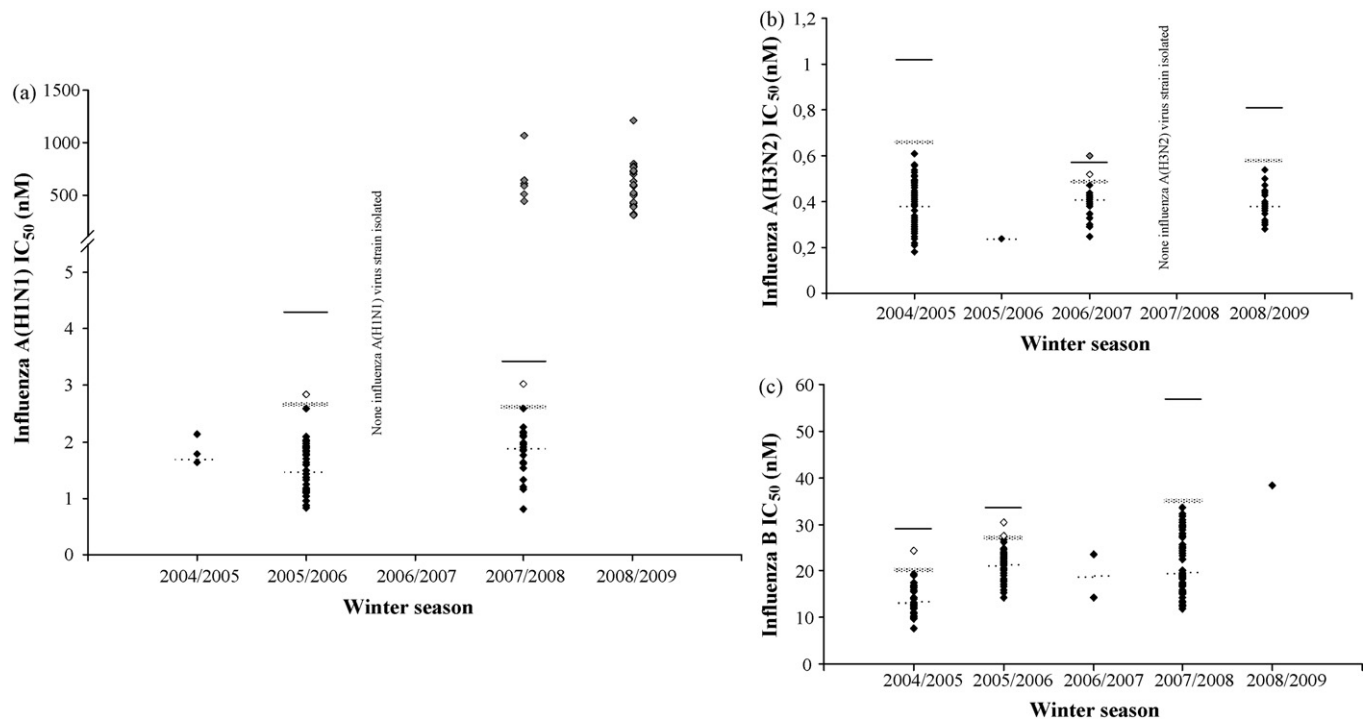 (a)
Influenza A(H1N1) IC50 (nM)
1500
1000
500
5
4
3
2
1
0
None influenza A(H1N1) virus strain isolated
2004/2005 2005/2006 2006/2007 2007/2008 2008/2009
Winter season
(b)
Influenza A(H3N2) IC 50 (nM)
1,2
1
0,8
0,6
0,4
0,2
0
None influenza A(H3N2) virus strain isolated
2004/2005 2005/2006 2006/2007 2007/2008 2008/2009
Winter season
(c)
Influenza B IC50 (nM)
60
50
40
30
20
10
0
2004/2005 2005/2006 2006/2007 2007/2008 2008/2009
Winter season